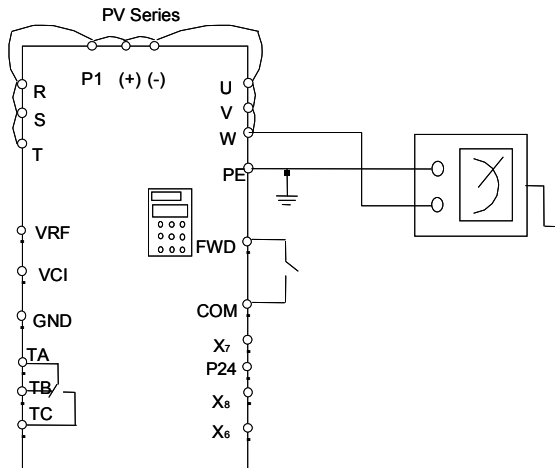 PV Series
P1 (+) (-)
R
S
T
U
V
W
PE
VRF
VCI
GND
TA
TB
TC
FWD
COM
X7
P24
X8
X6